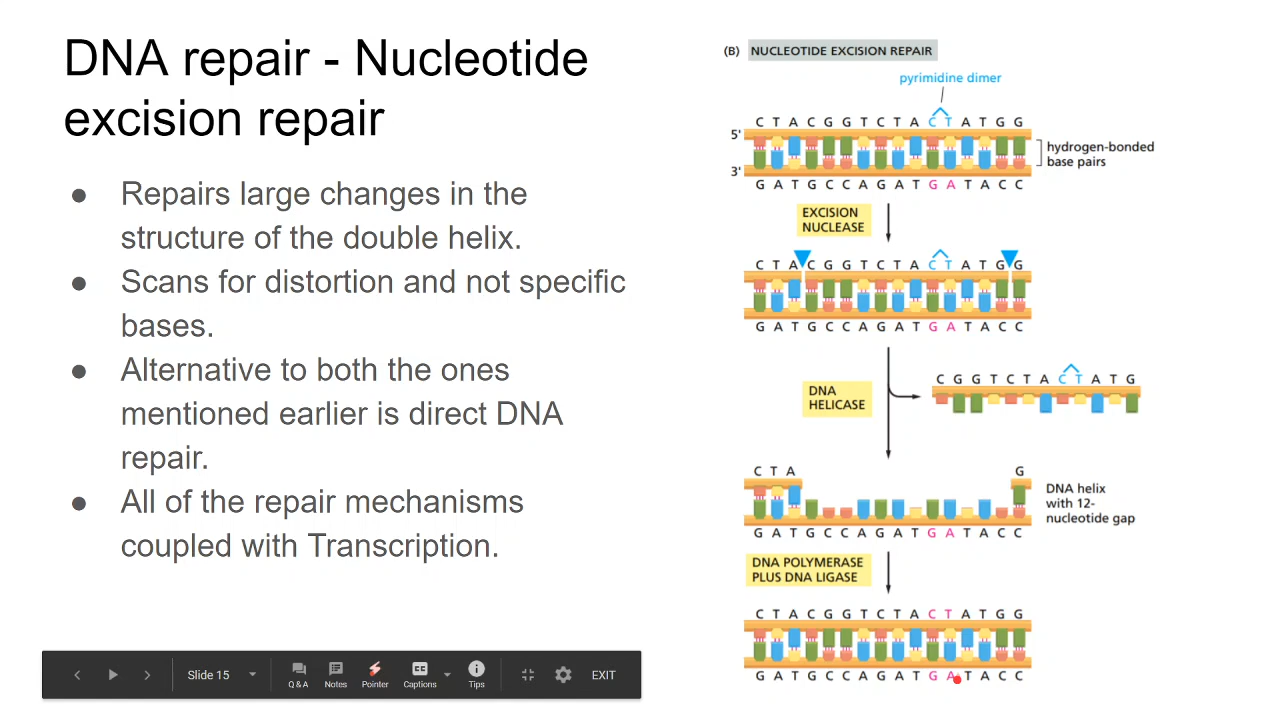 DNA repair - Nucleotide
excision repair
● Repairs large changes in the
structure of the double helix.
● Scans for distortion and not specific
bases.
● Alternative to both the ones
mentioned earlier is direct DNA
repair.
● All of the repair mechanisms
coupled with Transcription.
(B) NUCLEOTIDE EXCISION REPAIR
pyrimidine dimer
C T A C G G T C T A C T A T G G
5'
hydrogen-bonded
base pairs
3'
G A T G C C A G A T G A T A C C
EXCISION
NUCLEASE
C T A C G G T C T A C T A T G G
G A T G C C A G A T G A T A C C
DNA
HELICASE
C G G T C T A C T A T G
C T A G
DNA helix
with 12-
nucleotide gap
G A T G C C A G A T G A T A C C
DNA POLYMERASE
PLUS DNA LIGASE
C T A C G G T C T A C T A T G G
G A T G C C A G A T G A T A C C
Slide 15
Q & A Notes Pointer Captions Tips
EXIT